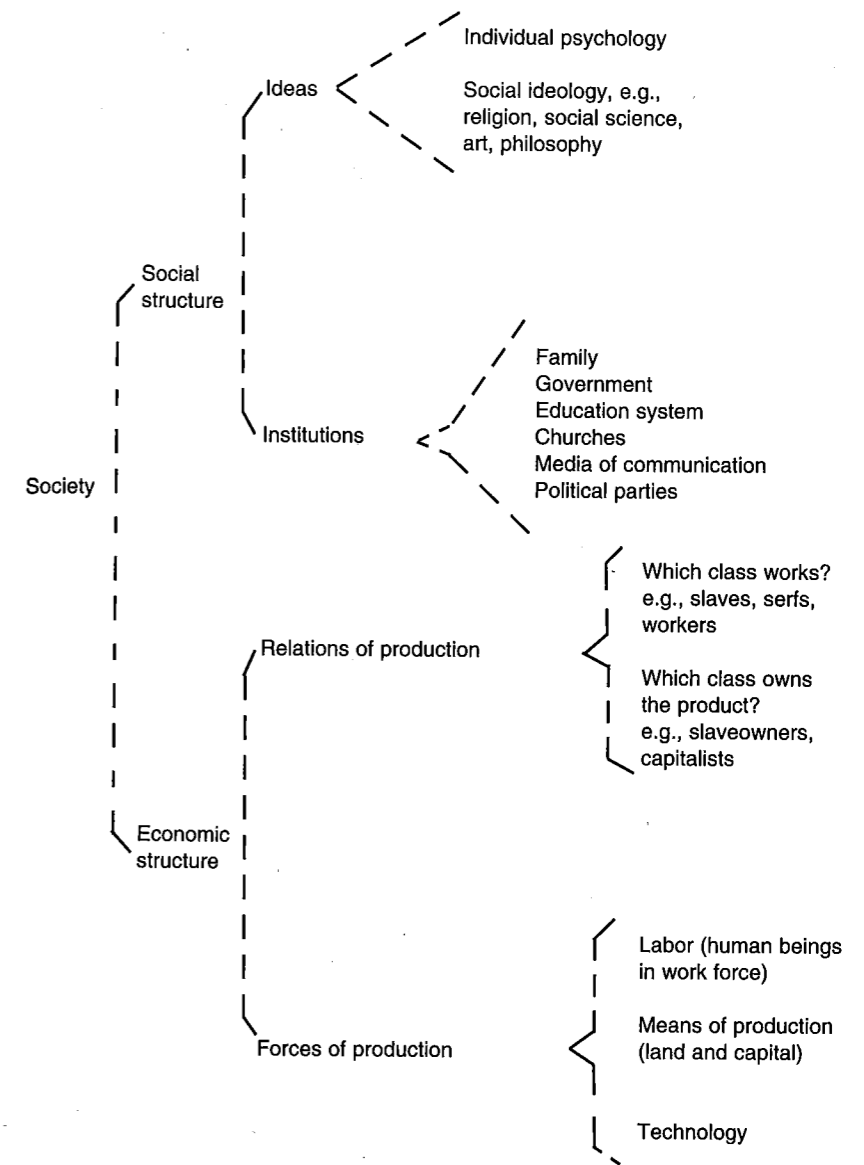 Individual psychology
Ideas
Social ideology, e.g.,
religion, social science,
art, philosophy
Social
structure
Family
Government
Education system
Churches
Media of communication
Political parties
Institutions
Society
Which class works?
e.g., slaves, serfs,
workers
Relations of production
Which class owns
the product?
e.g., slaveowners,
capitalists
Economic
structure
Labor (human beings
in work force)
Means of production
(land and capital)
Forces of production
Technology